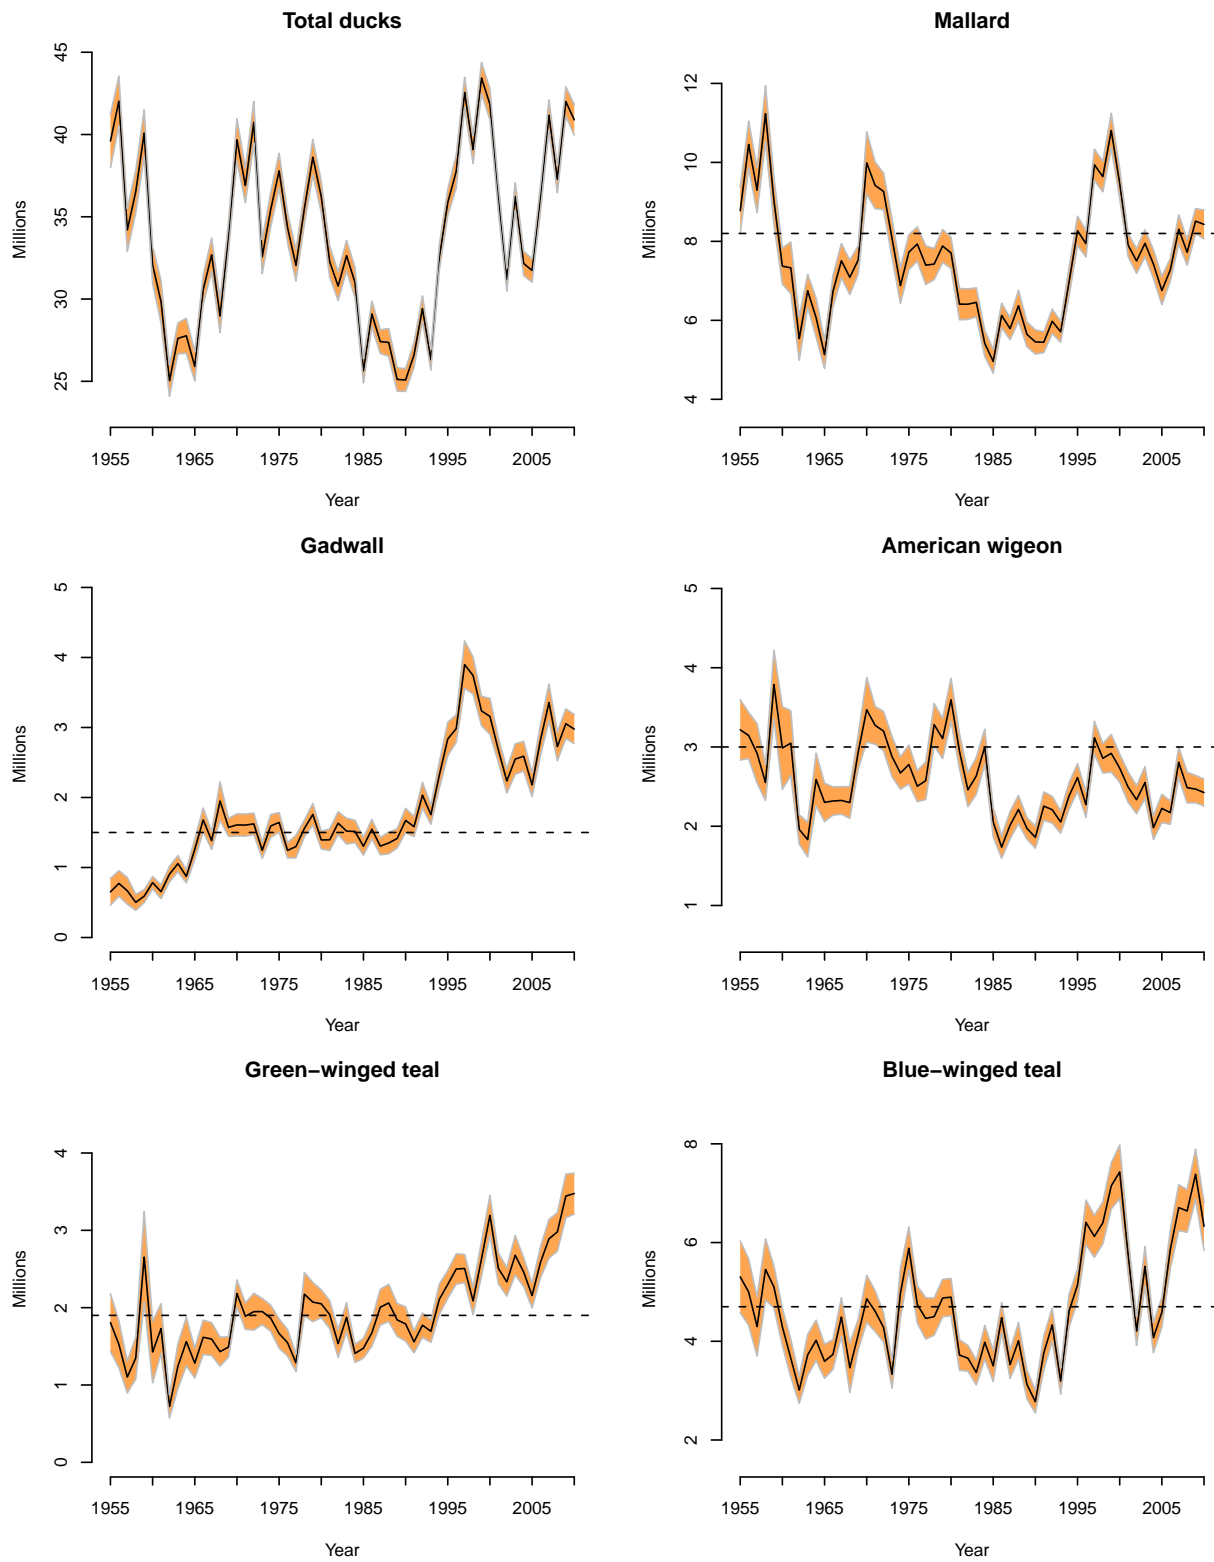 Total ducks
45
40
35
30
25
Millions
1955 1965 1975 1985 1995 2005
Year
Mallard
12
10
8
6
4
Millions
1955 1965 1975 1985 1995 2005
Year
Gadwall
5
4
3
2
1
0
Millions
1955 1965 1975 1985 1995 2005
Year
American wigeon
5
4
3
2
1
Millions
1955 1965 1975 1985 1995 2005
Year
Green−winged teal
4
3
2
1
0
Millions
1955 1965 1975 1985 1995 2005
Year
Blue−winged teal
8
6
4
2
Millions
1955 1965 1975 1985 1995 2005
Year